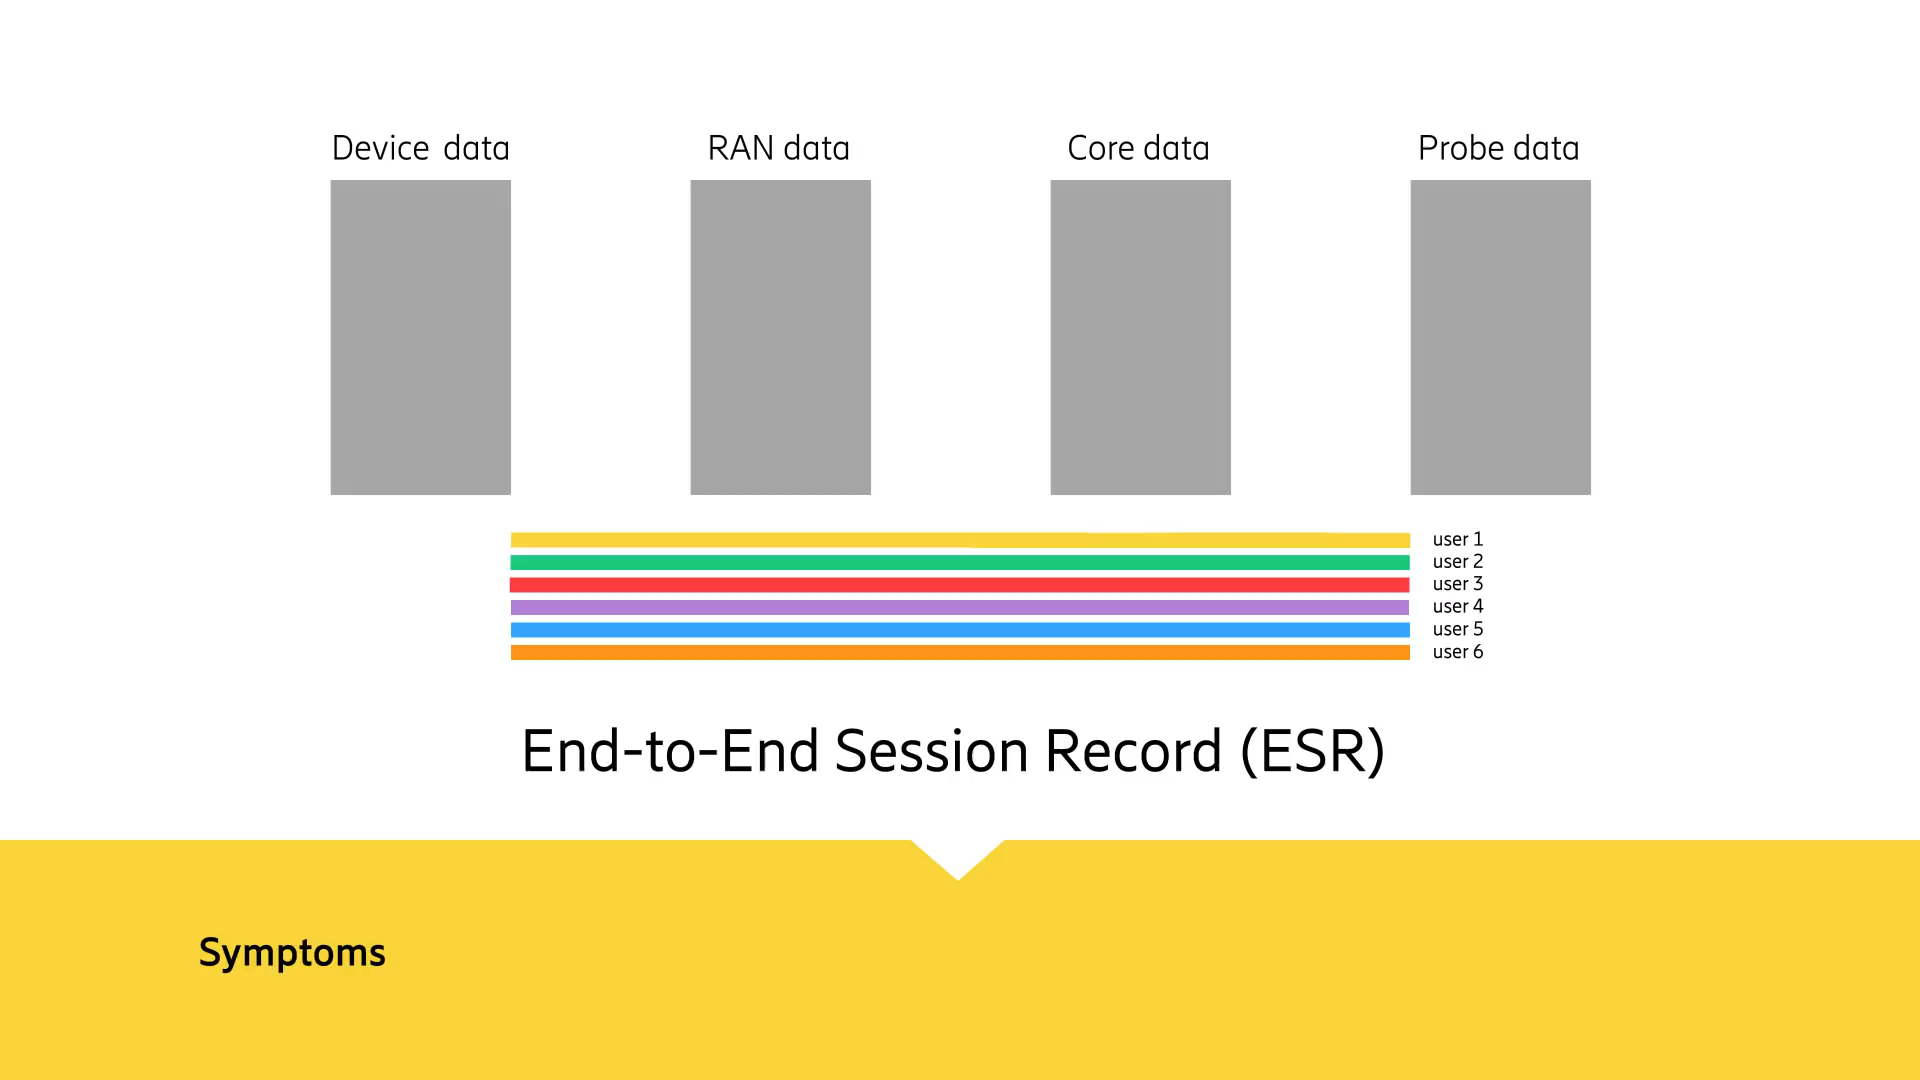 Device data
RAN data
Core data
Probe data
user 1
user 2
user 3
user 4
user 5
user 6
End-to-End Session Record (ESR)
Symptoms